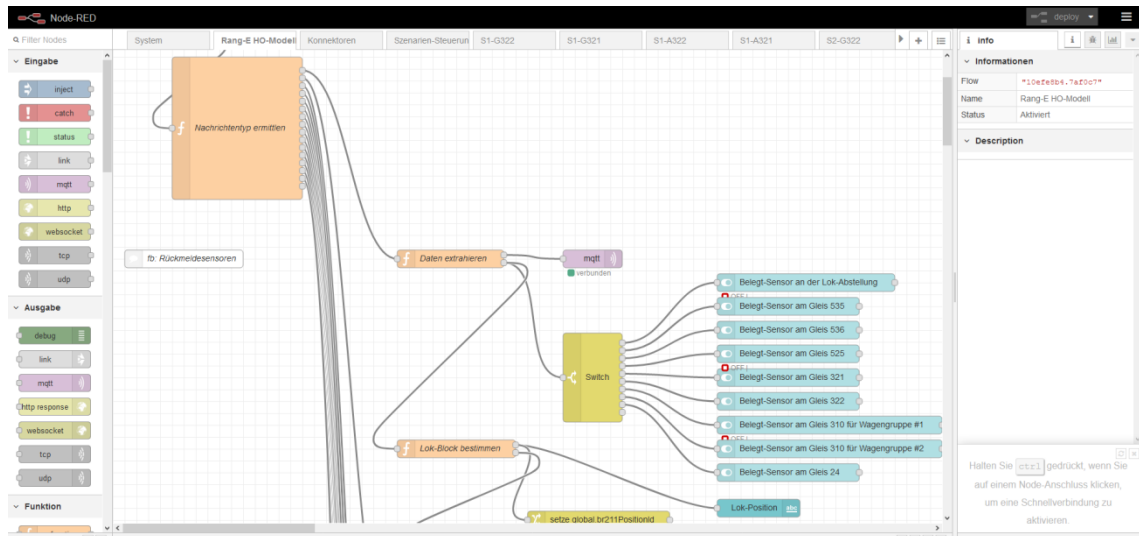 Node-RED
deploy
Filter Nodes
System
Rang-E HO-Modell
Konnektoren
Szenarien-Steuerun
S1-G322
S1-G321
S1-A322
S1-A321
S2-G322
info
Eingabe
inject
catch
status
link
mqtt
http
websocket
tcp
udp
Ausgabe
debug
link
mqtt
http response
websocket
tcp
udp
Funktion
Nachrichtentyp ermittlen
fb: Rückmeldesensoren
Daten extrahieren
mqtt
verbunden
Switch
Belegt-Sensor an der Lok-Abstellung
OFF !
Belegt-Sensor am Gleis 535
Belegt-Sensor am Gleis 536
Belegt-Sensor am Gleis 525
OFF !
Belegt-Sensor am Gleis 321
Belegt-Sensor am Gleis 322
Belegt-Sensor am Gleis 310 für Wagengruppe #1
OFF !
Belegt-Sensor am Gleis 310 für Wagengruppe #2
Belegt-Sensor am Gleis 24
Lok-Block bestimmen
Lok-Position abc
setze global.br211PositionId
Informationen
Flow "10efe8b4.7af0c7"
Name Rang-E HO-Modell
Status Aktiviert
Description
Halten Sie ctrl gedrückt, wenn Sie
auf einem Node-Anschluss klicken,
um eine Schnellverbindung zu
aktivieren.